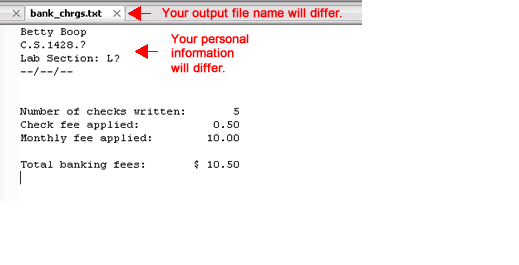 bank_chrgs.txt
Your output file name will differ.
Betty Boop
C.S.1428.?
Lab Section: L?
--/--/--
Your personal
information
will differ.
Number of checks written: 5
Check fee applied: 0.50
Monthly fee applied: 10.00
Total banking fees: $ 10.50